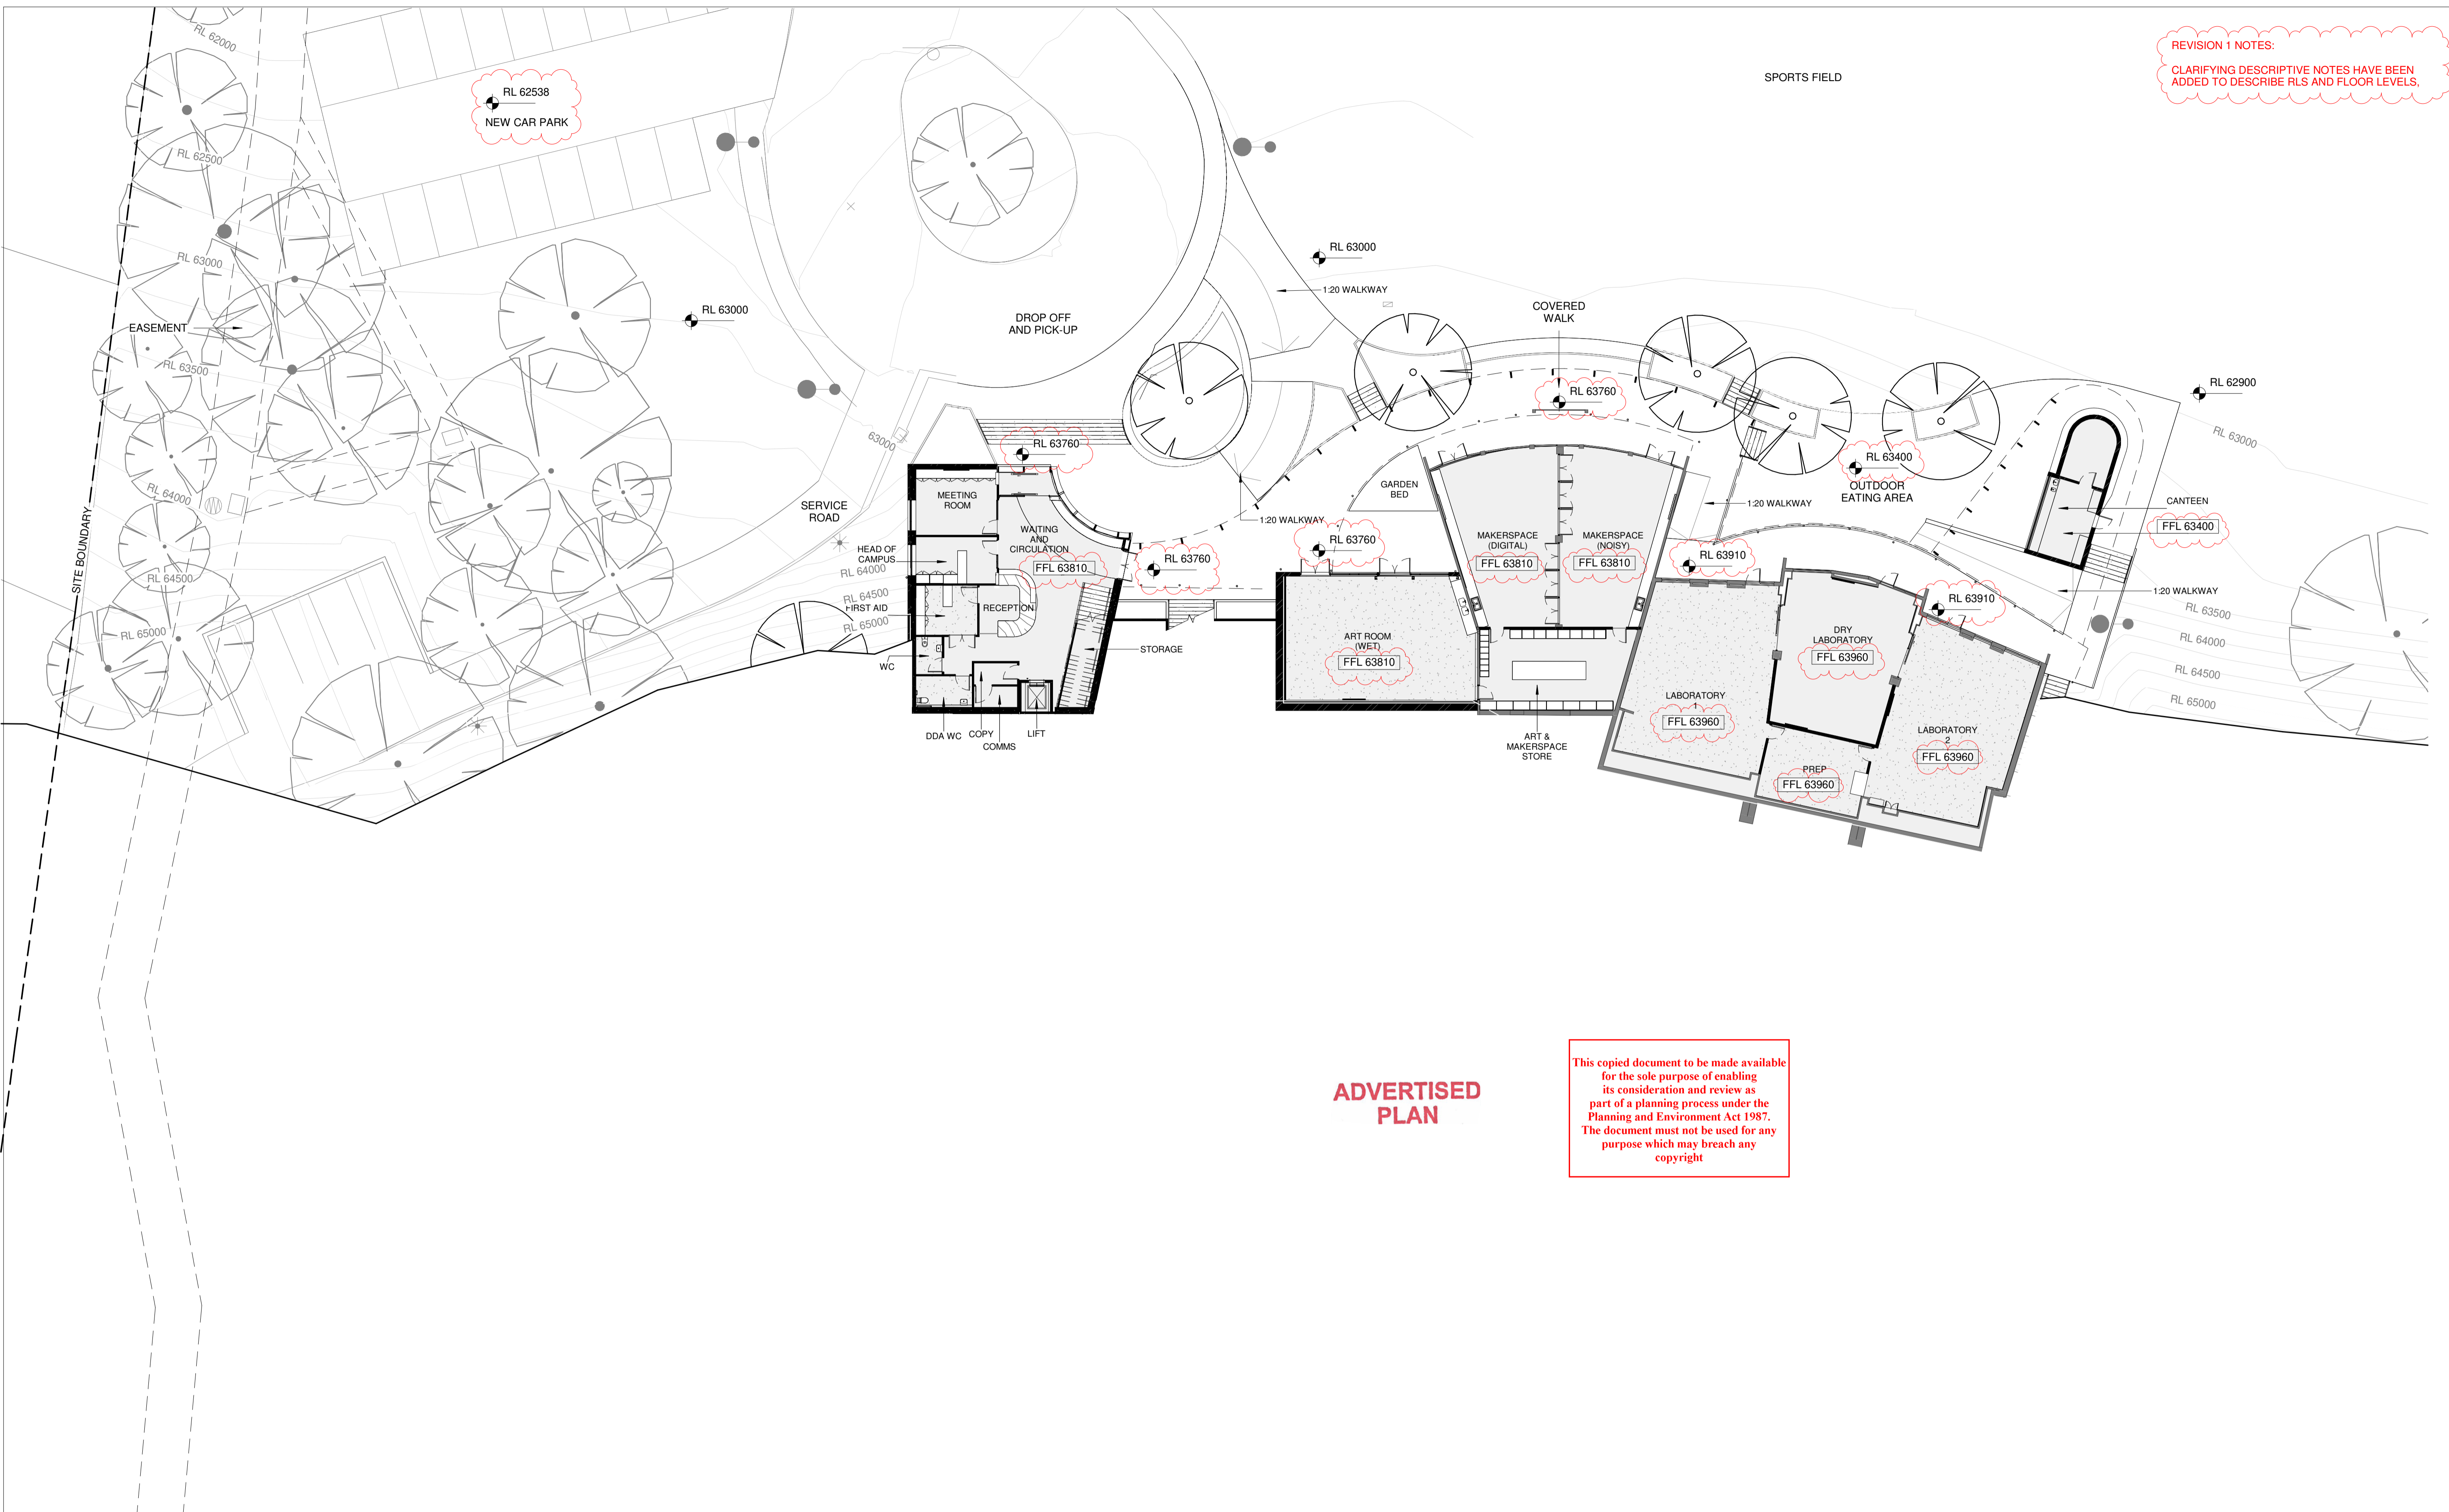 REVISION 1 NOTES:
CLARIFYING DESCRIPTIVE NOTES HAVE BEEN
ADDED TO DESCRIBE RLS AND FLOOR LEVELS,
RL 62000
SPORTS FIELD
RL 62538
NEW CAR PARK
RL 62500
RL 63000
RL 63000
RL 63000
1:20 WALKWAY
EASEMENT
DROP OFF
AND PICK-UP
COVERED
WALK
RL 63500
RL 63760
RL 62900
63000
RL 63760
RL 63000
RL 63400
OUTDOOR
EATING AREA
GARDEN
BED
RL 64000
MEETING
ROOM
SERVICE
ROAD
1:20 WALKWAY
CANTEEN
FFL 63400
1:20 WALKWAY
SITE BOUNDARY
WAITING
AND
CIRCULATION
FFL 63810
HEAD OF
CAMPUS
RL 63760
RL 63760
MAKERSPACE
(DIGITAL)
FFL 63810
MAKERSPACE
(NOISY)
FFL 63810
RL 63910
RL 64500
RL 64000
RL 64500
FIRST AID
RL 65000
RECEPTION
RL 63910
1:20 WALKWAY
RL 63500
RL 65000
STORAGE
ART ROOM
(WET)
FFL 63810
DRY
LABORATORY
FFL 63960
RL 64000
WC
RL 64500
LABORATORY
1
FFL 63960
RL 65000
DDA WC
COPY
COMMS
LIFT
ART &
MAKERSPACE
STORE
LABORATORY
2
FFL 63960
PREP
FFL 63960
ADVERTISED
PLAN
This copied document to be made available
for the sole purpose of enabling
its consideration and review as
part of a planning process under the
Planning and Environment Act 1987.
The document must not be used for any
purpose which may breach any
copyright